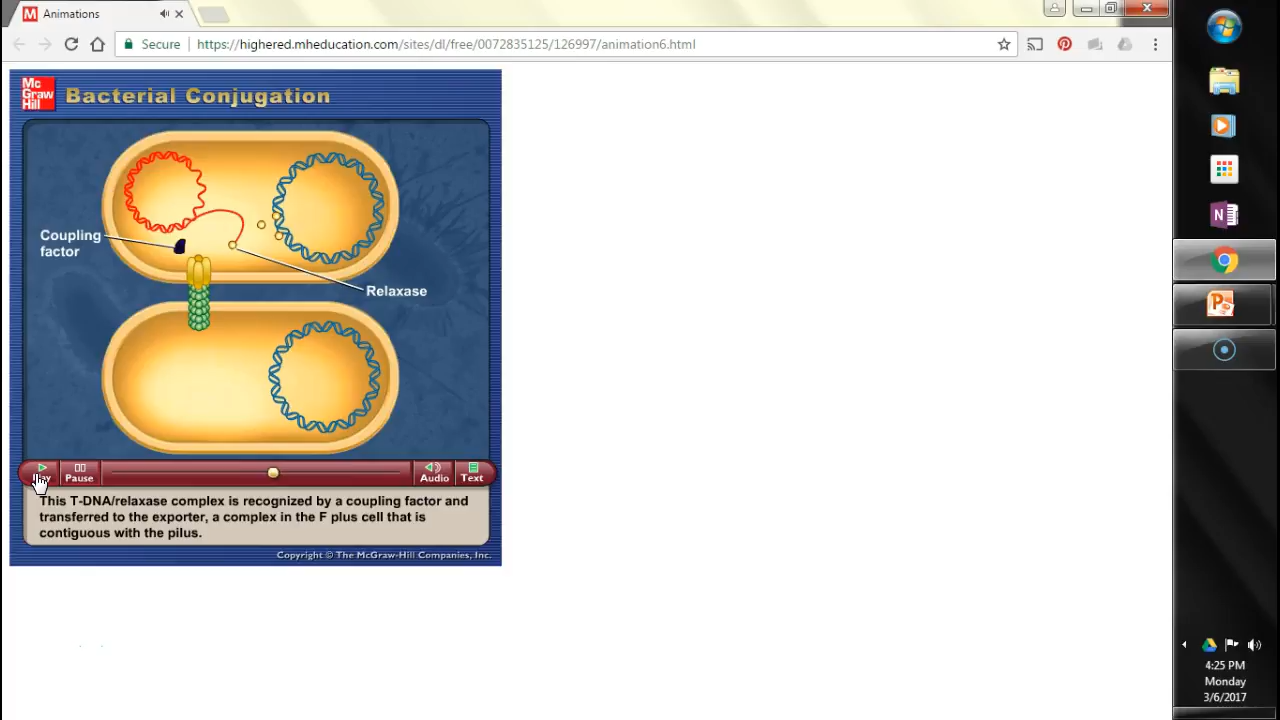 Animations
Secure
https://highered.mheducation.com/sites/dl/free/0072835125/126997/animation6.html
Mc
Graw
Hill
Bacterial Conjugation
Coupling
factor
Relaxase
Pause
Audio
Text
This T-DNA/relaxase complex is recognized by a coupling factor and
transferred to the exporter, a complex in the F plus cell that is
contiguous with the pilus.
Copyright © The McGraw-Hill Companies, Inc.
4:25 PM
Monday
3/6/2017